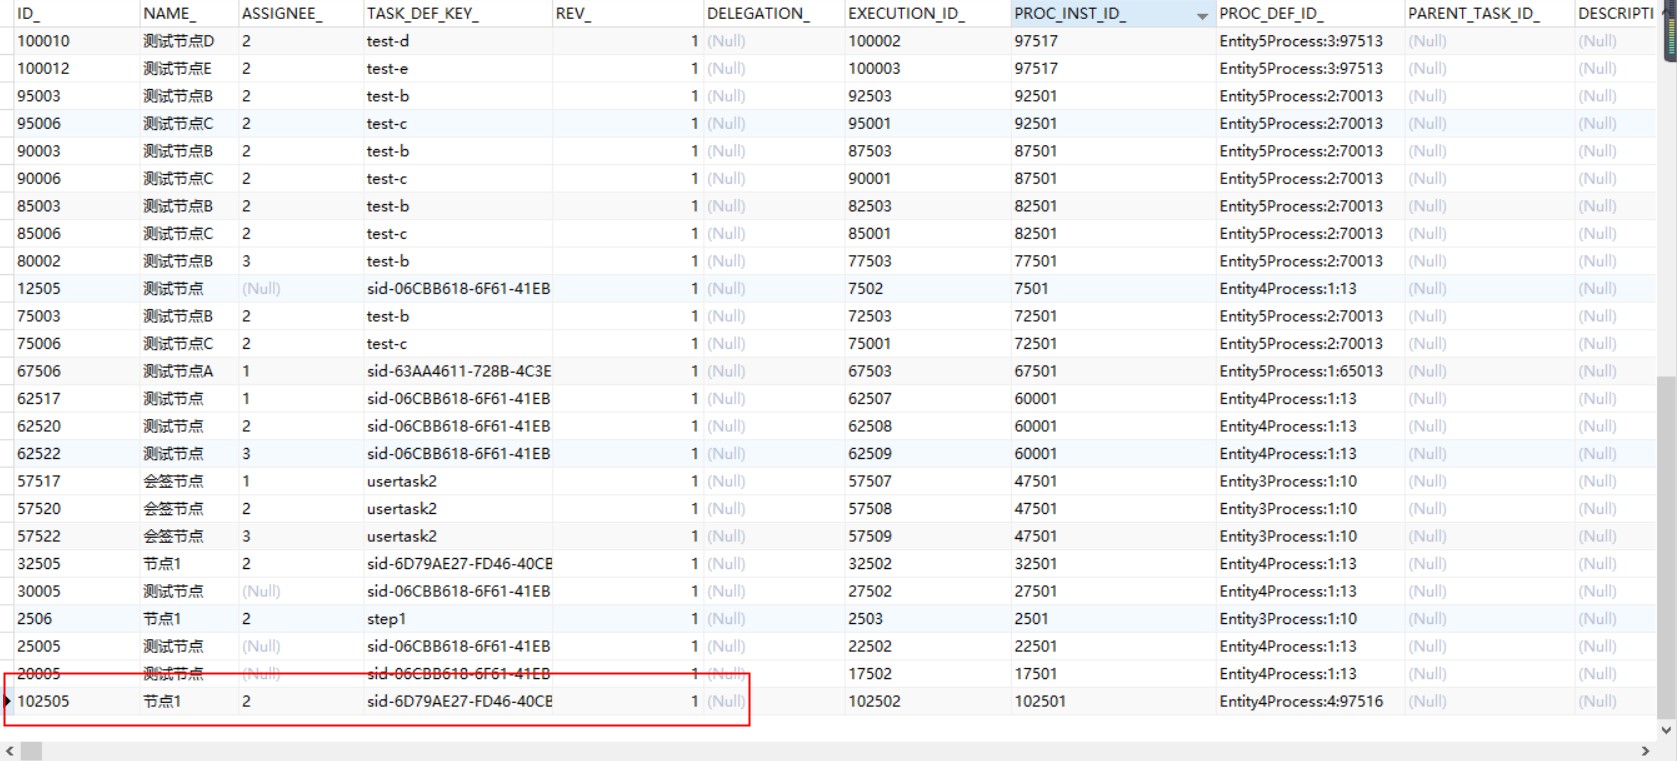 ID_ NAME_ ASSIGNEE_ TASK_DEF_KEY_ REV_ DELEGATION_ EXECUTION_ID_ PROC_INST_ID_ PROC_DEF_ID_ PARENT_TASK_ID_ DESCRIPTI
100010 测试节点D 2 test-d 1 (Null) 100002 97517 Entity5Process:3:97513 (Null) (Null)
100012 测试节点E 2 test-e 1 (Null) 100003 97517 Entity5Process:3:97513 (Null) (Null)
95003 测试节点B 2 test-b 1 (Null) 92503 92501 Entity5Process:2:70013 (Null) (Null)
95006 测试节点C 2 test-c 1 (Null) 95001 92501 Entity5Process:2:70013 (Null) (Null)
90003 测试节点B 2 test-b 1 (Null) 87503 87501 Entity5Process:2:70013 (Null) (Null)
90006 测试节点C 2 test-c 1 (Null) 90001 87501 Entity5Process:2:70013 (Null) (Null)
85003 测试节点B 2 test-b 1 (Null) 82503 82501 Entity5Process:2:70013 (Null) (Null)
85006 测试节点C 2 test-c 1 (Null) 85001 82501 Entity5Process:2:70013 (Null) (Null)
80002 测试节点B 3 test-b 1 (Null) 77503 77501 Entity5Process:2:70013 (Null) (Null)
12505 测试节点 (Null) sid-06CBB618-6F61-41EB 1 (Null) 7502 7501 Entity4Process:1:13 (Null) (Null)
75003 测试节点B 2 test-b 1 (Null) 72503 72501 Entity5Process:2:70013 (Null) (Null)
75006 测试节点C 2 test-c 1 (Null) 75001 72501 Entity5Process:2:70013 (Null) (Null)
67506 测试节点A 1 sid-63AA4611-728B-4C3E 1 (Null) 67503 67501 Entity5Process:1:65013 (Null) (Null)
62517 测试节点 1 sid-06CBB618-6F61-41EB 1 (Null) 62507 60001 Entity4Process:1:13 (Null) (Null)
62520 测试节点 2 sid-06CBB618-6F61-41EB 1 (Null) 62508 60001 Entity4Process:1:13 (Null) (Null)
62522 测试节点 3 sid-06CBB618-6F61-41EB 1 (Null) 62509 60001 Entity4Process:1:13 (Null) (Null)
57517 会签节点 1 usertask2 1 (Null) 57507 47501 Entity3Process:1:10 (Null) (Null)
57520 会签节点 2 usertask2 1 (Null) 57508 47501 Entity3Process:1:10 (Null) (Null)
57522 会签节点 3 usertask2 1 (Null) 57509 47501 Entity3Process:1:10 (Null) (Null)
32505 节点1 2 sid-6D79AE27-FD46-40CB 1 (Null) 32502 32501 Entity4Process:1:13 (Null) (Null)
30005 测试节点 (Null) sid-06CBB618-6F61-41EB 1 (Null) 27502 27501 Entity4Process:1:13 (Null) (Null)
2506 节点1 2 step1 1 (Null) 2503 2501 Entity3Process:1:10 (Null) (Null)
25005 测试节点 (Null) sid-06CBB618-6F61-41EB 1 (Null) 22502 22501 Entity4Process:1:13 (Null) (Null)
20005 测试节点 (Null) sid-06CBB618-6F61-41EB 1 (Null) 17502 17501 Entity4Process:1:13 (Null) (Null)
102505 节点1 2 sid-6D79AE27-FD46-40CB 1 (Null) 102502 102501 Entity4Process:4:97516 (Null) (Null)